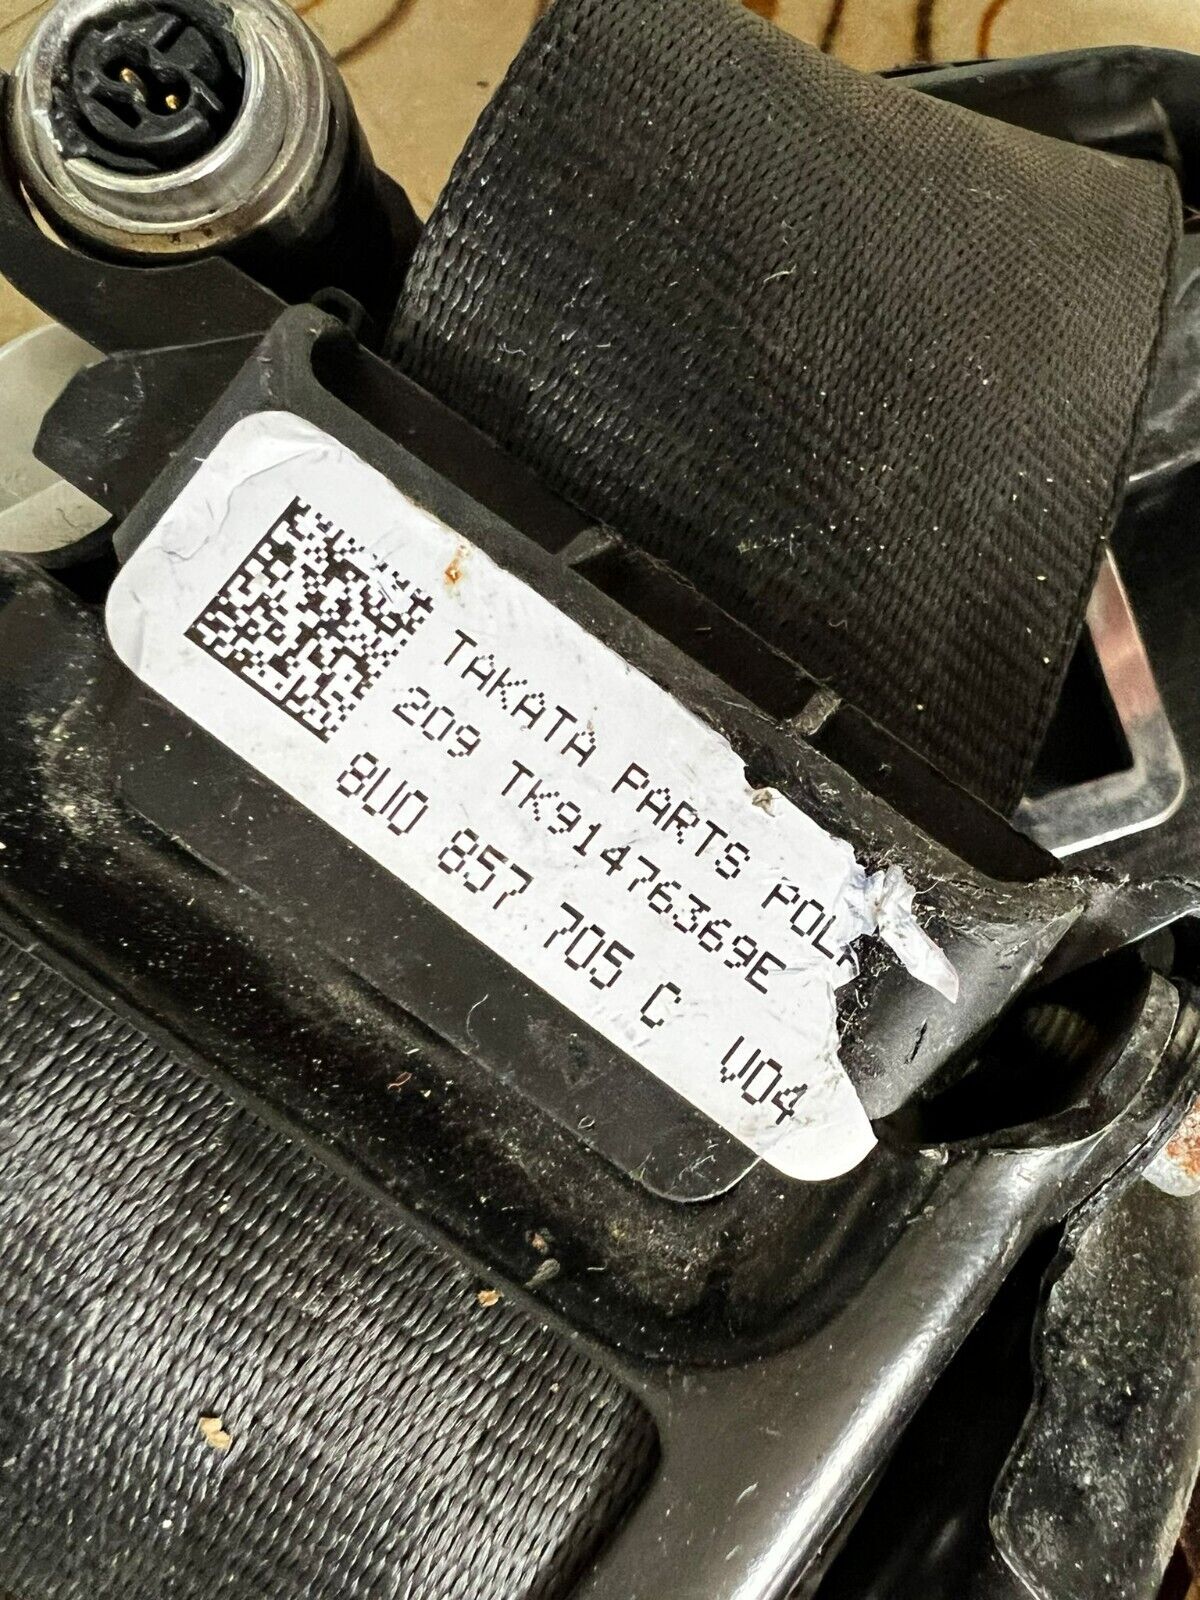 TAKATA PARTS POL
209 TK91476369E
8U0 857 705 C V04